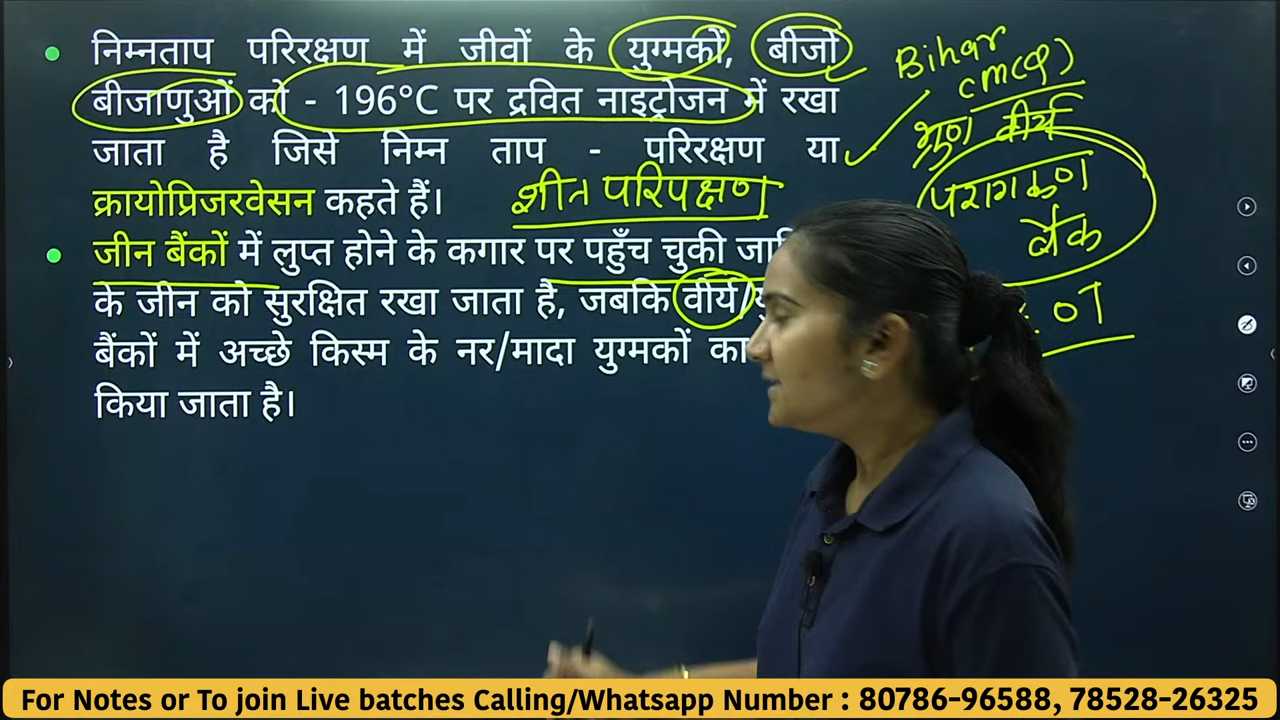 निम्नताप परिरक्षण में जीवों के युग्मकों, बीजो
बीजाणुओं को - 196°C पर द्रवित नाइट्रोजन में रखा
जाता है जिसे निम्न ताप - परिरक्षण या
क्रायोप्रिजरवेसन कहते हैं।
शीत परिपक्षण
जीन बैंकों में लुप्त होने के कगार पर पहुँच चुकी
के जीन को सुरक्षित रखा जाता है, जबकि वीर्य/
बैंकों में अच्छे किस्म के नर/मादा युग्मकों का
किया जाता है।
Bihar
वीर्य
परागकण
बैंक
For Notes or To join Live batches Calling/Whatsapp Number : 80786-96588, 78528-26325